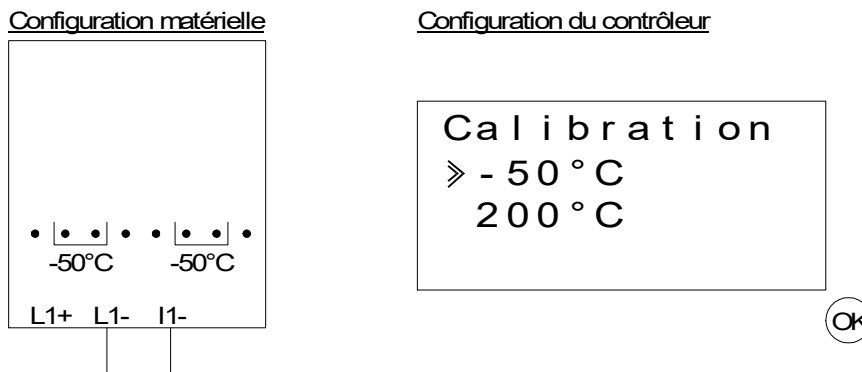 Configuration matérielle
-50°C -50°C
L1+ L1- I1-
Configuration du contrôleur
Calibration
-50°C
200°C
OK